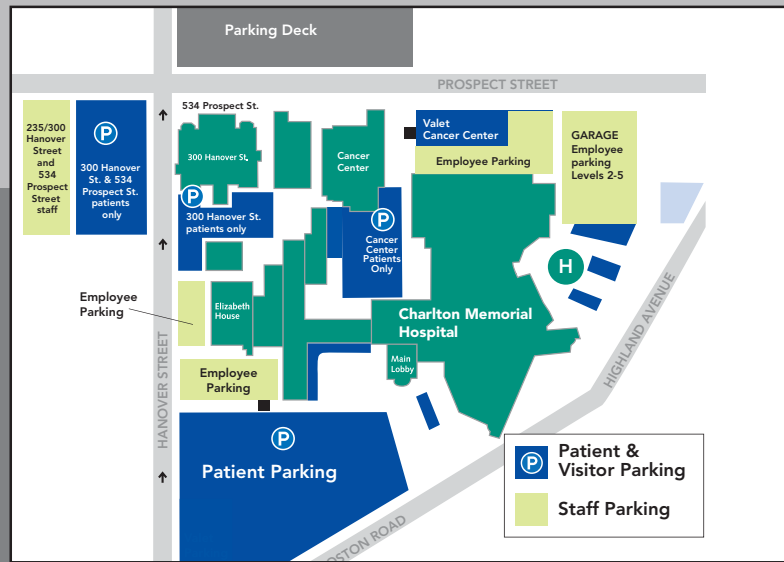 Parking Deck
PROSPECT STREET
534 Prospect St.
235/300
Hanover
Street
and
534
Prospect
Street
staff
P
300 Hanover
St. & 534
Prospect St.
patients
only
300 Hanover St.
P
300 Hanover St.
patients only
Cancer
Center
Valet
Cancer Center
Employee Parking
GARAGE
Employee
parking
Levels 2-5
P
Cancer
Center
Patients
Only
H
Employee
Parking
Elizabeth
House
Charlton Memorial
Hospital
Main
Lobby
Employee
Parking
HANOVER STREET
HIGHLAND AVENUE
P
Patient Parking
OSTON ROAD
P
Patient &
Visitor Parking
Staff Parking